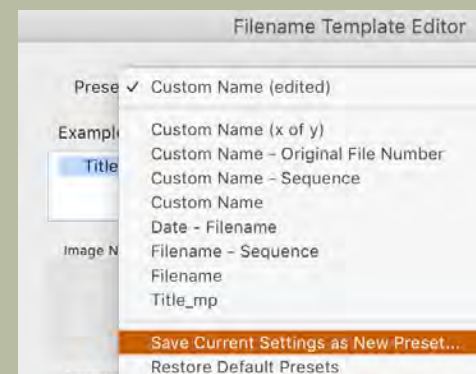 Filename Template Editor
Prese ✓ Custom Name (edited)
Custom Name (x of y)
Exampl
Custom Name - Original File Number
Title
Custom Name - Sequence
Custom Name
Date - Filename
Image N
Filename - Sequence
Filename
Title_mp
Save Current Settings as New Preset...
Restore Default Presets